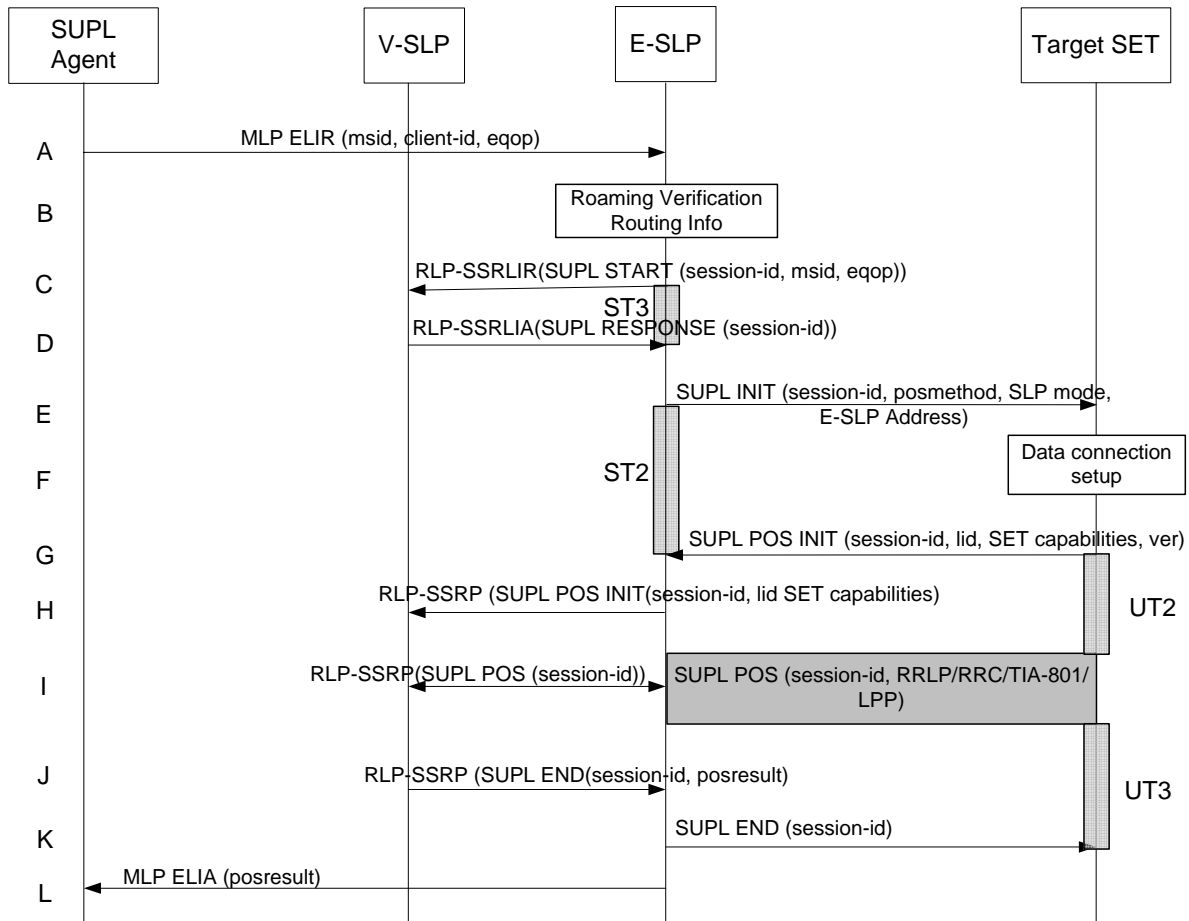 SUPL
Agent
V-SLP
E-SLP
Target SET
A
MLP ELIR (msid, client-id, eqop)
B
Roaming Verification
Routing Info
C
RLP-SSRLIR(SUPL START (session-id, msid, eqop))
ST3
D
RLP-SSRLIA(SUPL RESPONSE (session-id))
E
SUPL INIT (session-id, posmethod, SLP mode,
E-SLP Address)
F
ST2
Data connection
setup
G
SUPL POS INIT (session-id, lid, SET capabilities, ver)
H
RLP-SSRP (SUPL POS INIT(session-id, lid SET capabilities)
UT2
I
RLP-SSRP(SUPL POS (session-id))
SUPL POS (session-id, RRLP/RRC/TIA-801/
LPP)
J
RLP-SSRP (SUPL END(session-id, posresult)
UT3
K
SUPL END (session-id)
L
MLP ELIA (posresult)